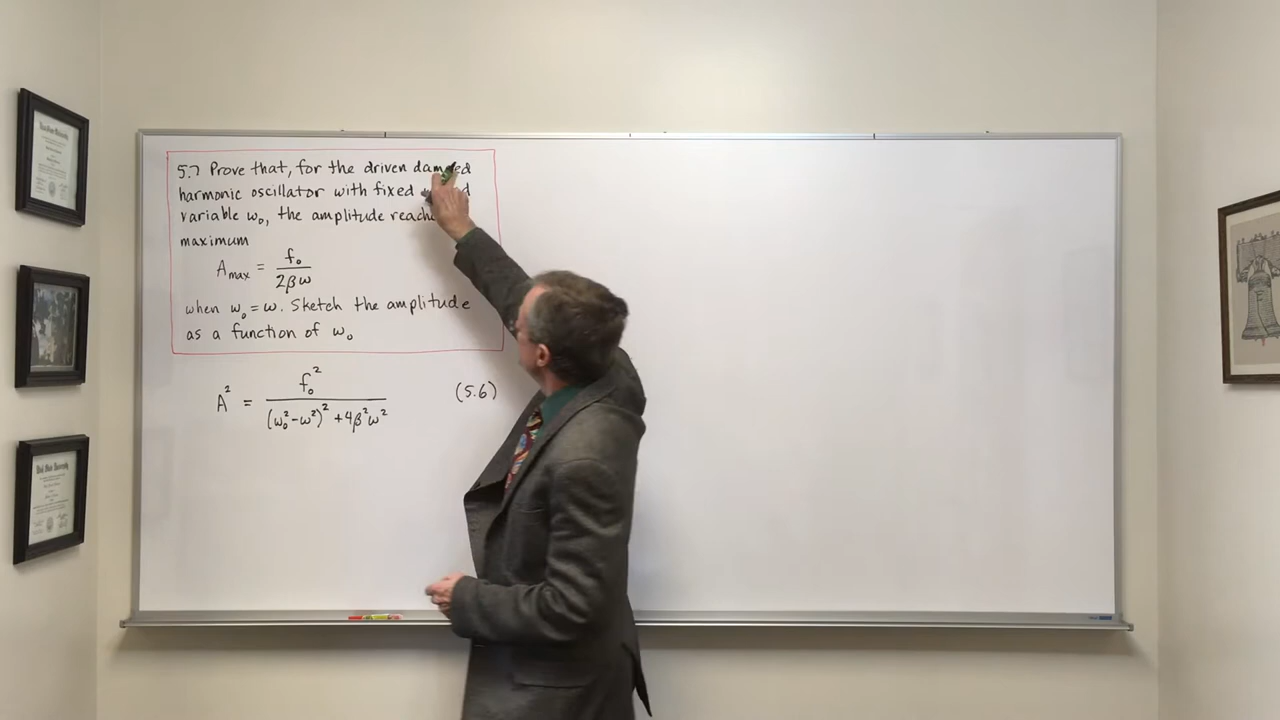 5.7 Prove that, for the driven damped
harmonic oscillator with fixed
variable ω₀, the amplitude
maximum
A_max = f₀ / 2βω
when ω₀ = ω. Sketch the amplitude
as a function of ω₀
A² = f₀² / (ω₀² - ω²)² + 4β²ω² (5.6)